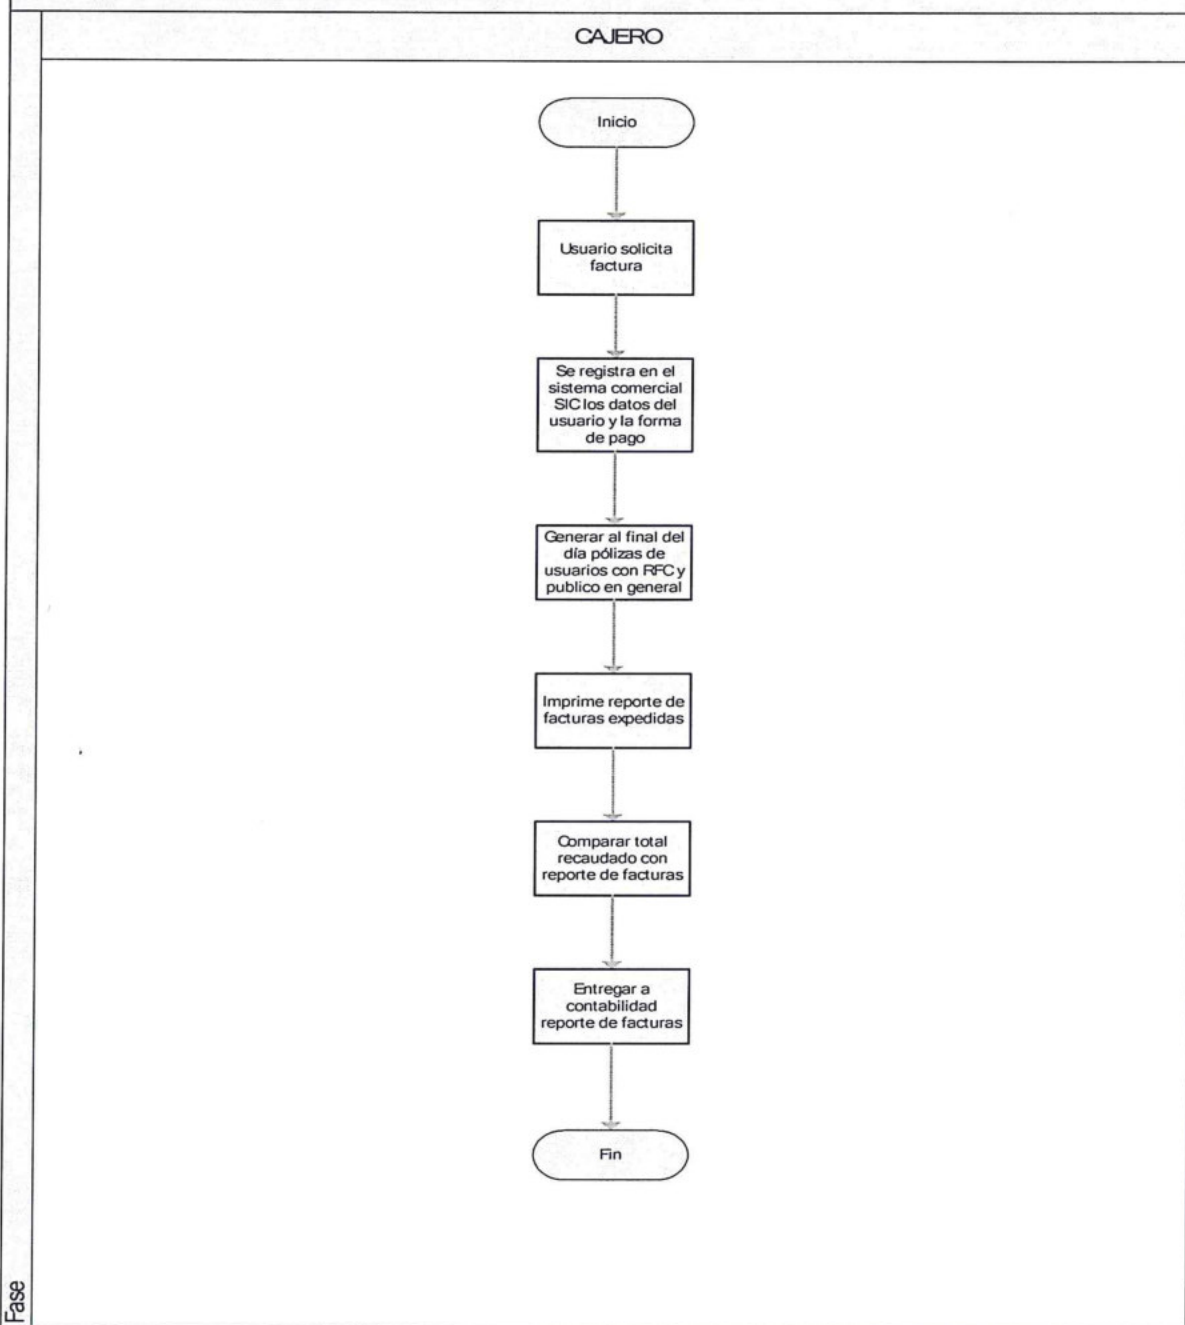 CAJERO
Inicio
Usuario solicita
factura
Se registra en el
sistema comercial
SIC los datos del
usuario y la forma
de pago
Generar al final del
día pólizas de
usuarios con RFC y
publico en general
Imprime reporte de
facturas expedidas
Comparar total
recaudado con
reporte de facturas
Entregar a
contabilidad
reporte de facturas
Fin
Fase